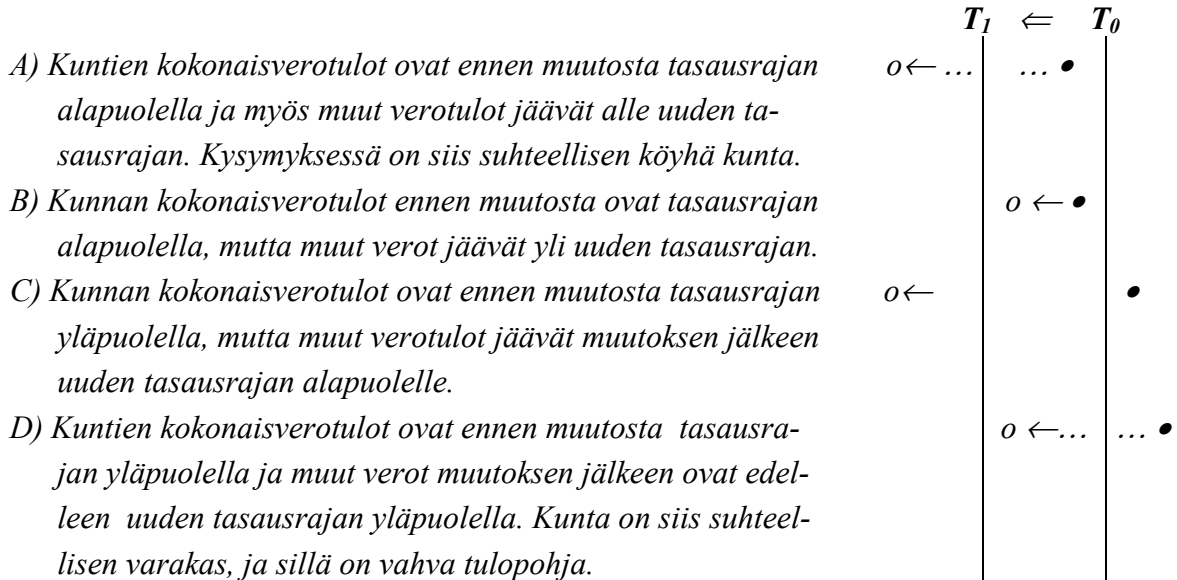 T1 ⇐ T0
A) Kuntien kokonaisverotulot ovat ennen muutosta tasausrajan o← … … •
alapuolella ja myös muut verotulot jäävät alle uuden ta-
sausrajan. Kysymyksessä on siis suhteellisen köyhä kunta.
B) Kunnan kokonaisverotulot ennen muutosta ovat tasausrajan o ← •
alapuolella, mutta muut verot jäävät yli uuden tasausrajan.
C) Kunnan kokonaisverotulot ovat ennen muutosta tasausrajan o← •
yläpuolella, mutta muut verotulot jäävät muutoksen jälkeen
uuden tasausrajan alapuolelle.
D) Kuntien kokonaisverotulot ovat ennen muutosta tasausra- o ←… … •
jan yläpuolella ja muut verot muutoksen jälkeen ovat edel-
leen uuden tasausrajan yläpuolella. Kunta on siis suhteel-
lisen varakas, ja sillä on vahva tulopohja.